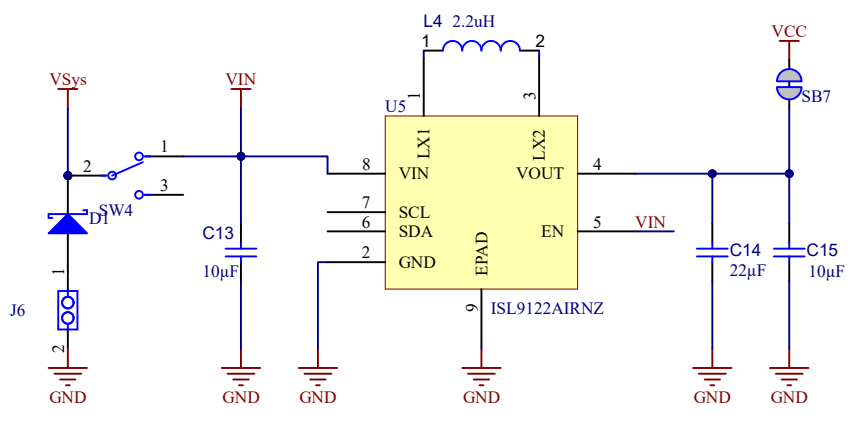 L4 2.2uH
1 2
VCC
VSys
VIN
SB7
U5
1
3
LX1
LX2
1
2
3
SW4
D1
8
VIN
VOUT
4
7
SCL
6
SDA
EN
5
VIN
2
GND
EPAD
C13
10µF
C14
22µF
C15
10µF
1
J6
2
9
ISL9122AIRNZ
GND
GND
GND
GND
GND
GND